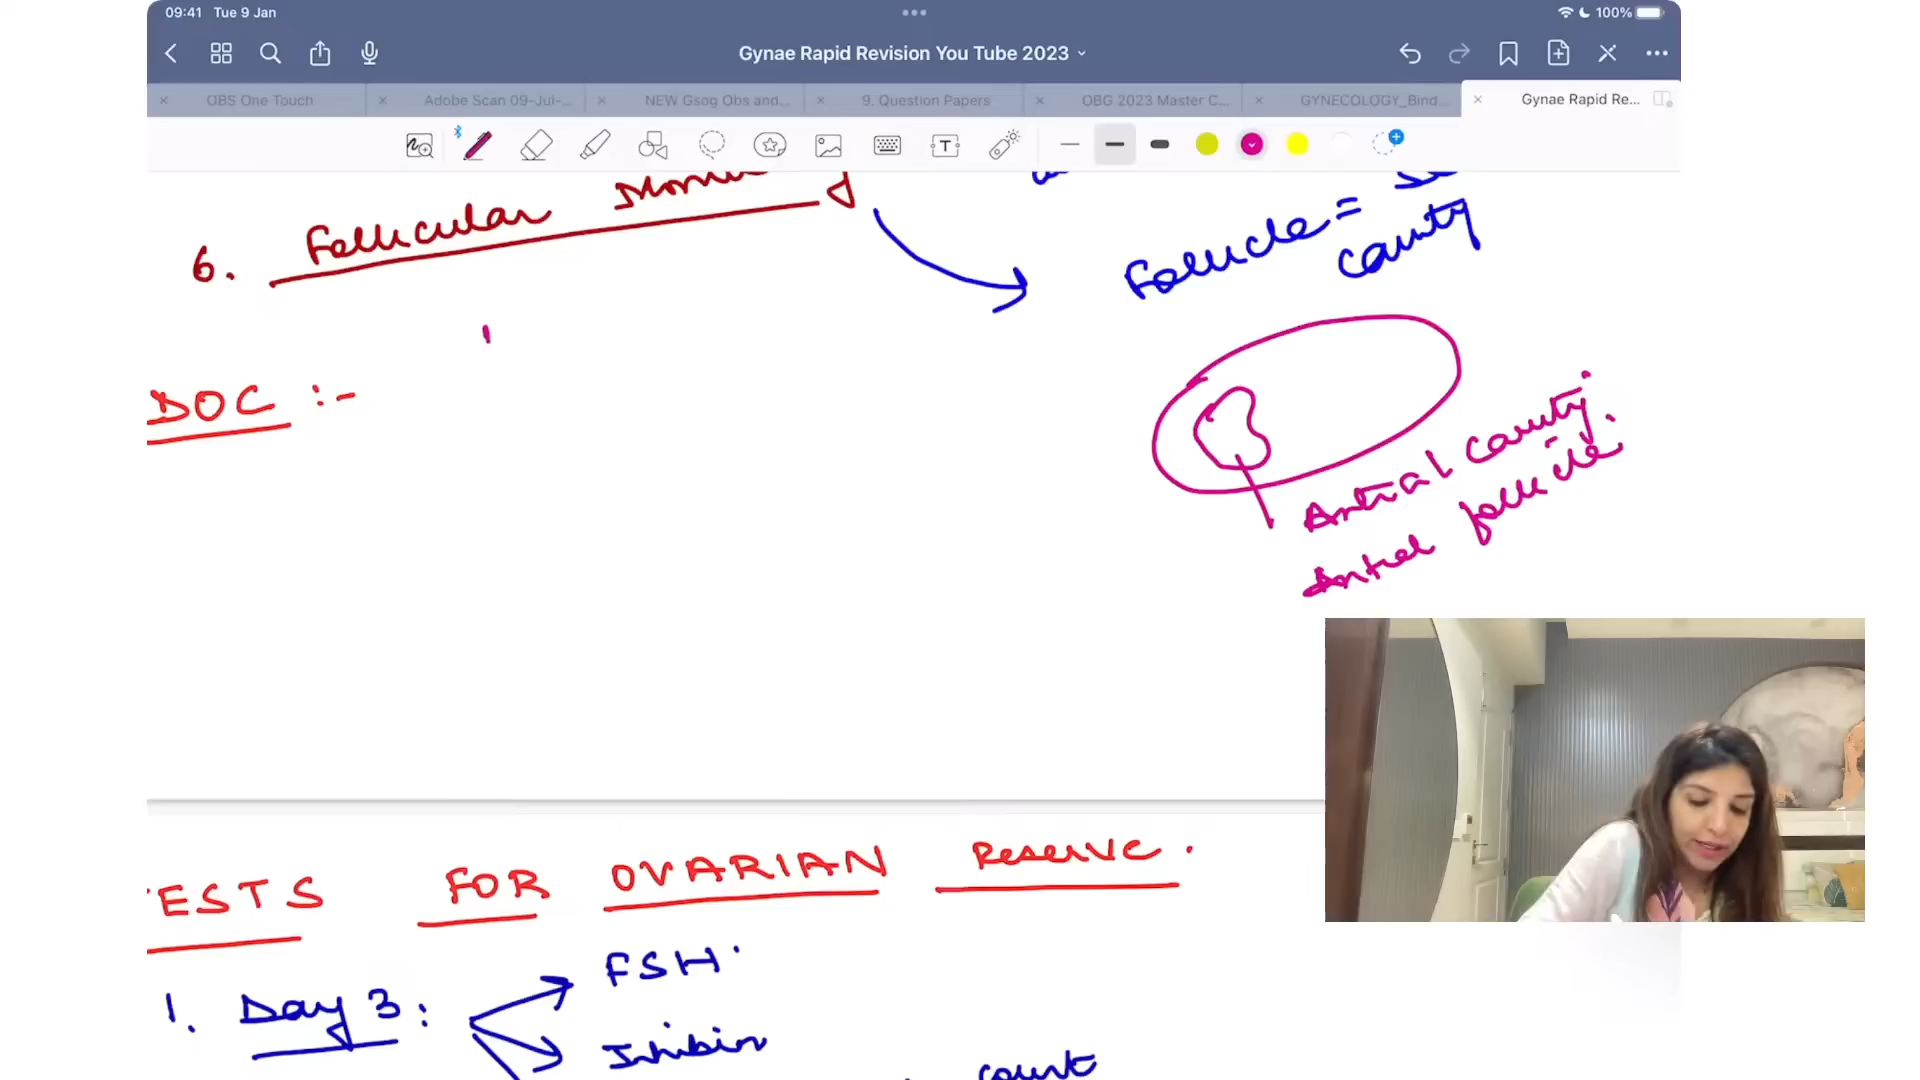 09:41 Tue 9 Jan
100%
Gynae Rapid Revision You Tube 2023
OBS One Touch
Adobe Scan 09-Jul-...
NEW Gsog Obs and...
9. Question Papers
OBG 2023 Master C...
GYNECOLOGY_Bind...
Gynae Rapid Re...
T
6. Follicular
Follicle =
cavity
DOC :-
Antral cavity
Antral follicle.
TESTS FOR OVARIAN Reserve.
1. Day 3:
FSH
Inhibin
count